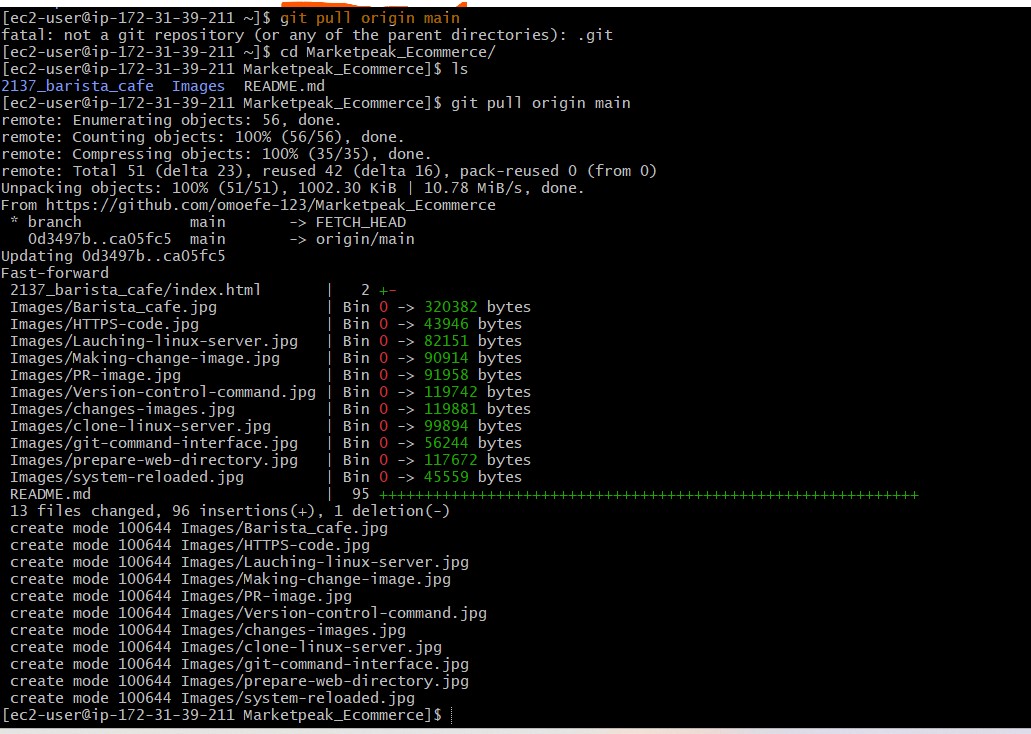 [ec2-user@ip-172-31-39-211 ~]$ git pull origin main
fatal: not a git repository (or any of the parent directories): .git
[ec2-user@ip-172-31-39-211 ~]$ cd Marketpeak_Ecommerce/
[ec2-user@ip-172-31-39-211 Marketpeak_Ecommerce]$ ls
2137_barista_cafe  Images  README.md
[ec2-user@ip-172-31-39-211 Marketpeak_Ecommerce]$ git pull origin main
remote: Enumerating objects: 56, done.
remote: Counting objects: 100% (56/56), done.
remote: Compressing objects: 100% (35/35), done.
remote: Total 51 (delta 23), reused 42 (delta 16), pack-reused 0 (from 0)
Unpacking objects: 100% (51/51), 1002.30 KiB | 10.78 MiB/s, done.
From https://github.com/omoefe-123/Marketpeak_Ecommerce
 * branch            main       -> FETCH_HEAD
   0d3497b..ca05fc5  main       -> origin/main
Updating 0d3497b..ca05fc5
Fast-forward
 2137_barista_cafe/index.html       |   2 +-
 Images/Barista_cafe.jpg            | Bin 0 -> 320382 bytes
 Images/HTTPS-code.jpg              | Bin 0 -> 43946 bytes
 Images/Lauching-linux-server.jpg   | Bin 0 -> 82151 bytes
 Images/Making-change-image.jpg     | Bin 0 -> 90914 bytes
 Images/PR-image.jpg                | Bin 0 -> 91958 bytes
 Images/Version-control-command.jpg | Bin 0 -> 119742 bytes
 Images/changes-images.jpg          | Bin 0 -> 119881 bytes
 Images/clone-linux-server.jpg      | Bin 0 -> 99894 bytes
 Images/git-command-interface.jpg   | Bin 0 -> 56244 bytes
 Images/prepare-web-directory.jpg   | Bin 0 -> 117672 bytes
 Images/system-reloaded.jpg         | Bin 0 -> 45559 bytes
 README.md                          |  95 ++++++++++++++++++++++++++++++++++++++++++++++++++++++++++++
 13 files changed, 96 insertions(+), 1 deletion(-)
 create mode 100644 Images/Barista_cafe.jpg
 create mode 100644 Images/HTTPS-code.jpg
 create mode 100644 Images/Lauching-linux-server.jpg
 create mode 100644 Images/Making-change-image.jpg
 create mode 100644 Images/PR-image.jpg
 create mode 100644 Images/Version-control-command.jpg
 create mode 100644 Images/changes-images.jpg
 create mode 100644 Images/clone-linux-server.jpg
 create mode 100644 Images/git-command-interface.jpg
 create mode 100644 Images/prepare-web-directory.jpg
 create mode 100644 Images/system-reloaded.jpg
[ec2-user@ip-172-31-39-211 Marketpeak_Ecommerce]$